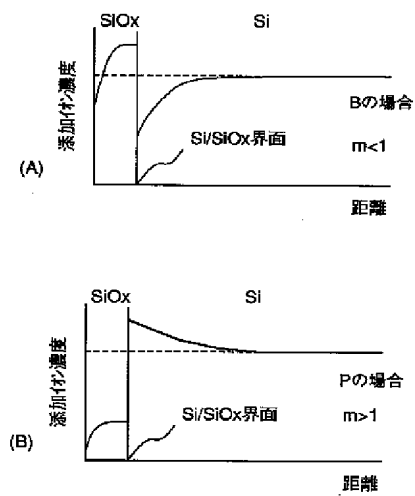 SiOx
Si
添加イオン濃度
Bの場合
Si/SiOx界面
m<1
(A)
距離
SiOx
Si
添加イオン濃度
Pの場合
Si/SiOx界面
m>1
(B)
距離